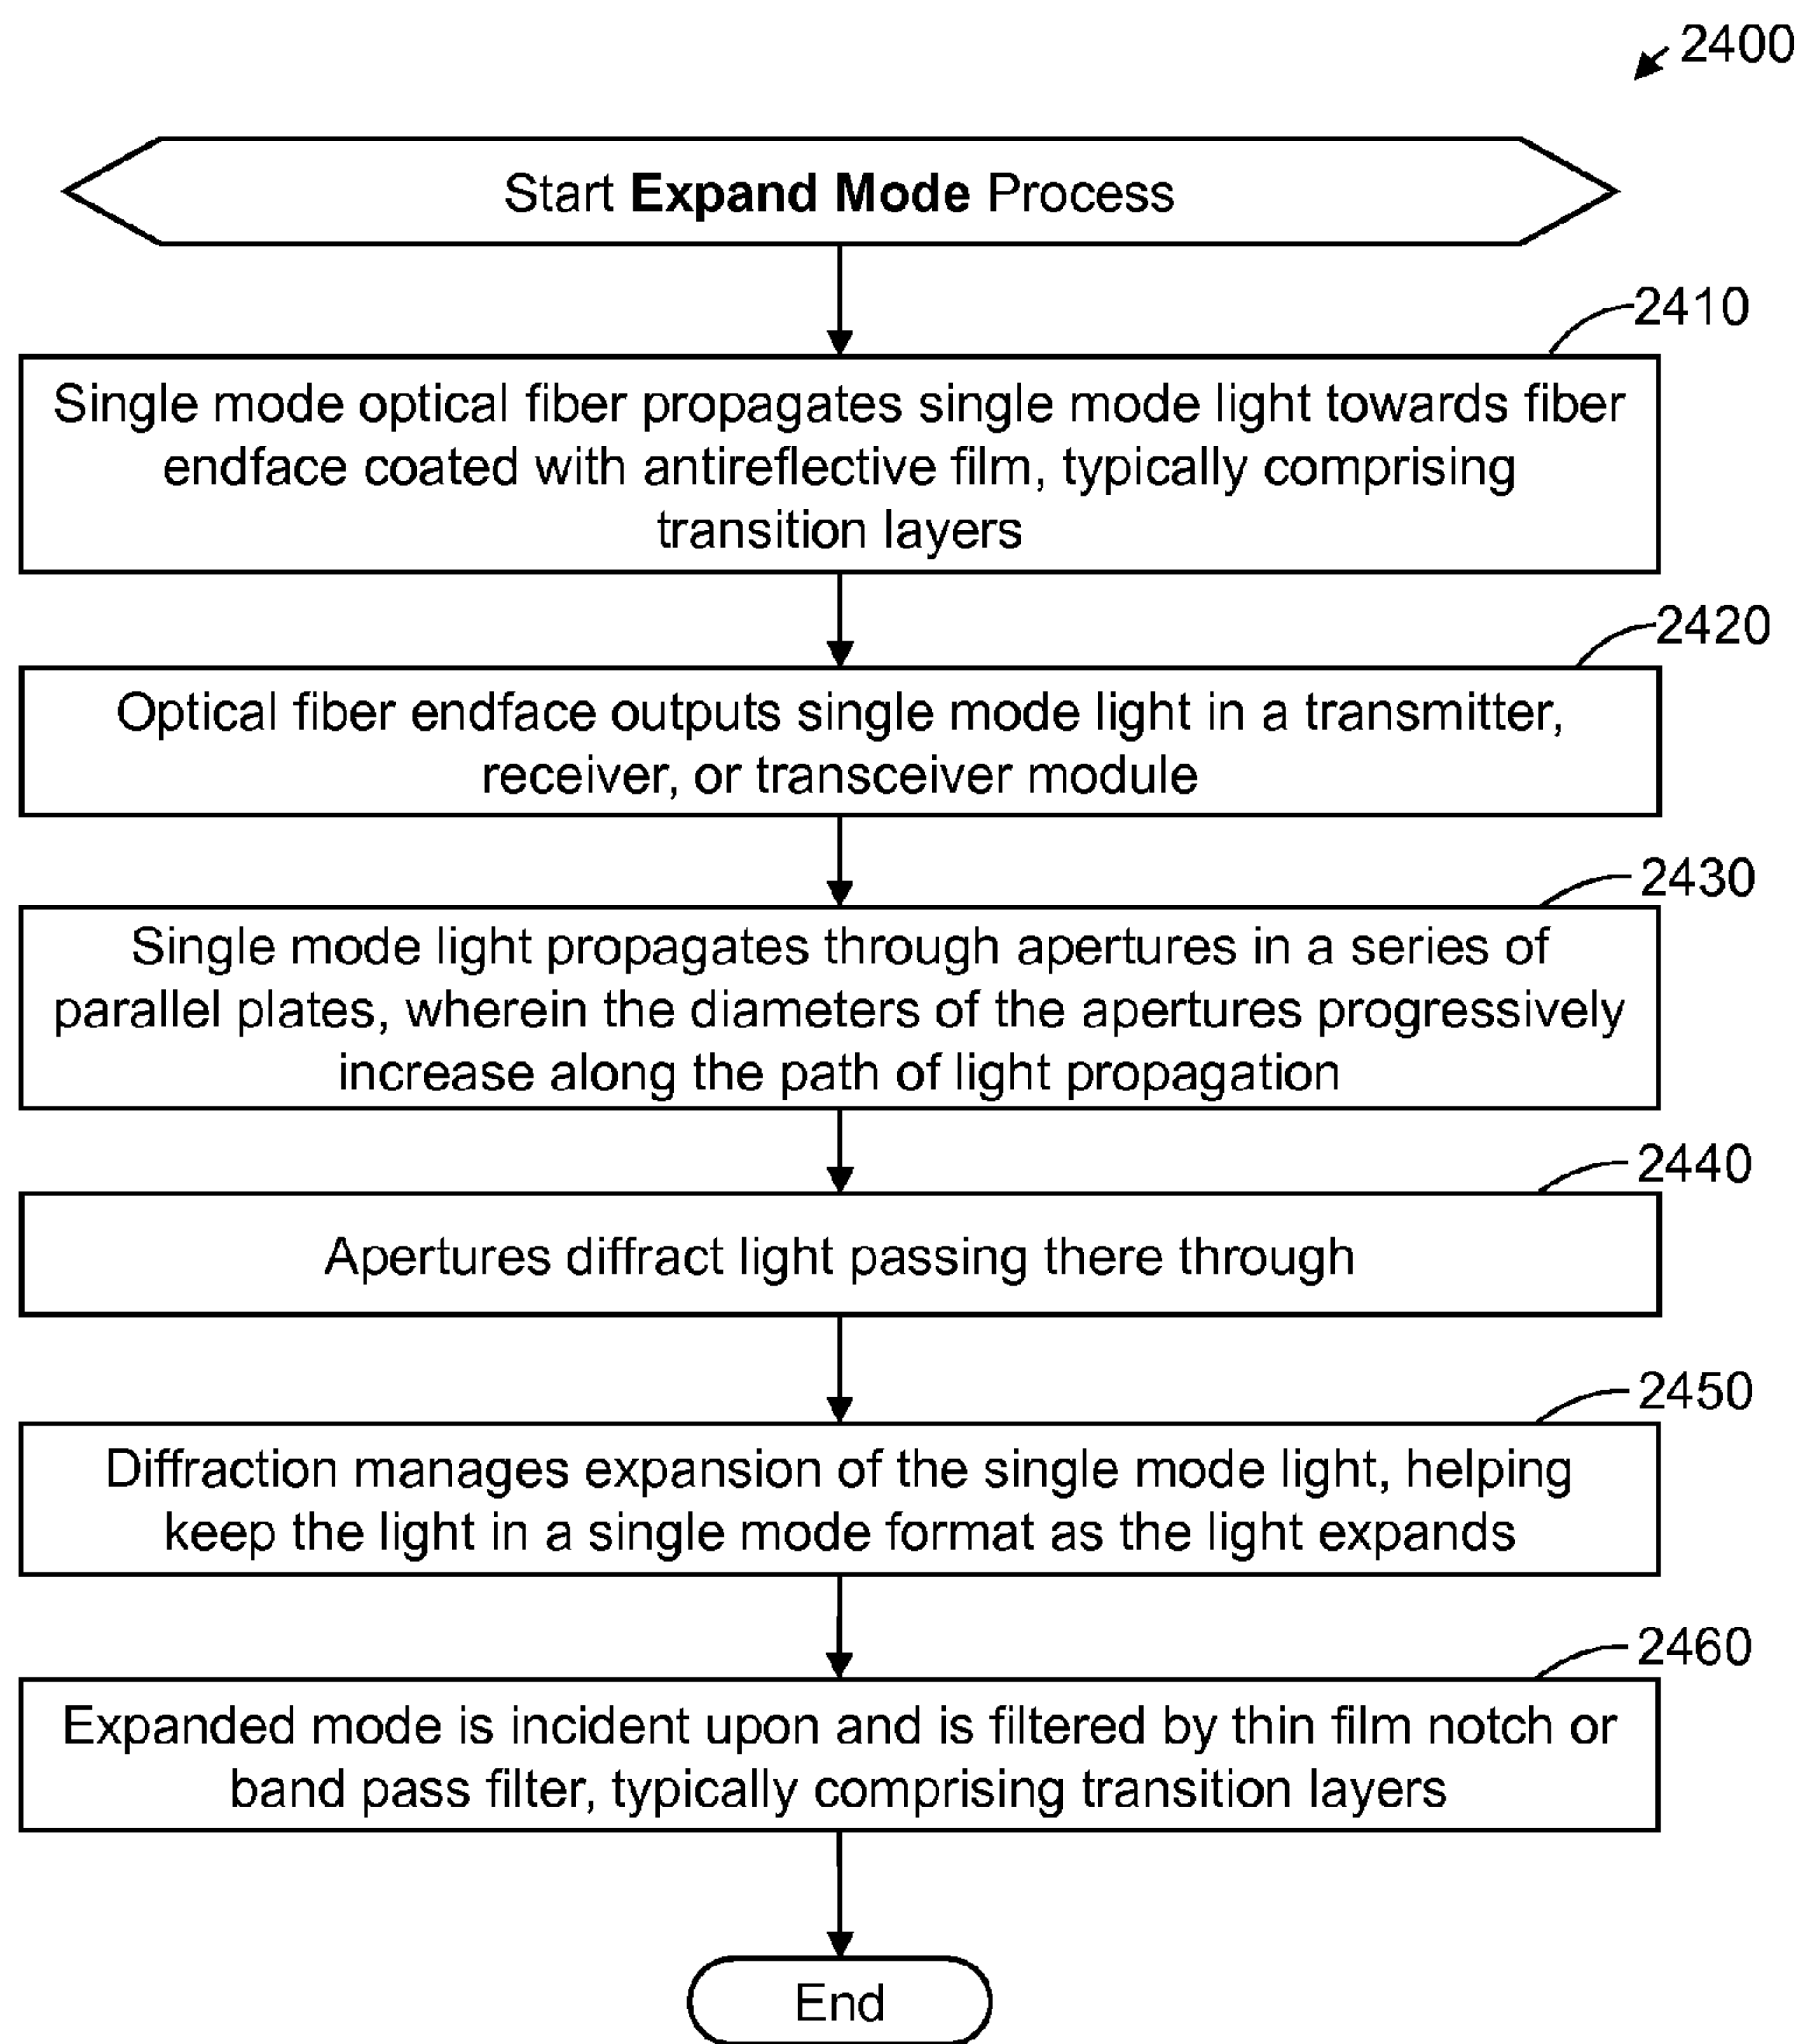 2400
Start Expand Mode Process
2410
Single mode optical fiber propagates single mode light towards fiber
endface coated with antireflective film, typically comprising
transition layers
2420
Optical fiber endface outputs single mode light in a transmitter,
receiver, or transceiver module
2430
Single mode light propagates through apertures in a series of
parallel plates, wherein the diameters of the apertures progressively
increase along the path of light propagation
2440
Apertures diffract light passing there through
2450
Diffraction manages expansion of the single mode light, helping
keep the light in a single mode format as the light expands
2460
Expanded mode is incident upon and is filtered by thin film notch or
band pass filter, typically comprising transition layers
End